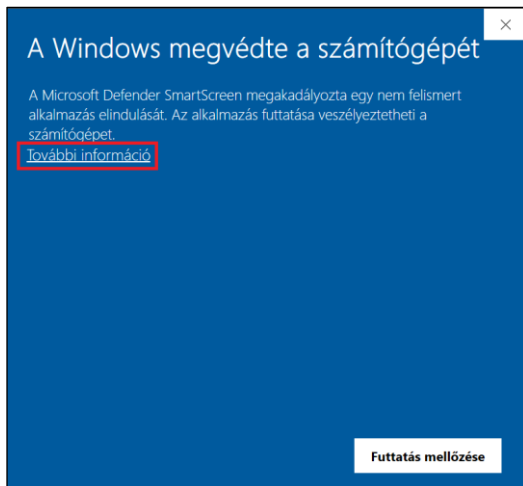 A Windows megvédte a számítógépét
A Microsoft Defender SmartScreen megakadályozta egy nem felismert
alkalmazás elindulását. Az alkalmazás futtatása veszélyeztetheti a
számítógépet.
További információ
Futtatás mellőzése